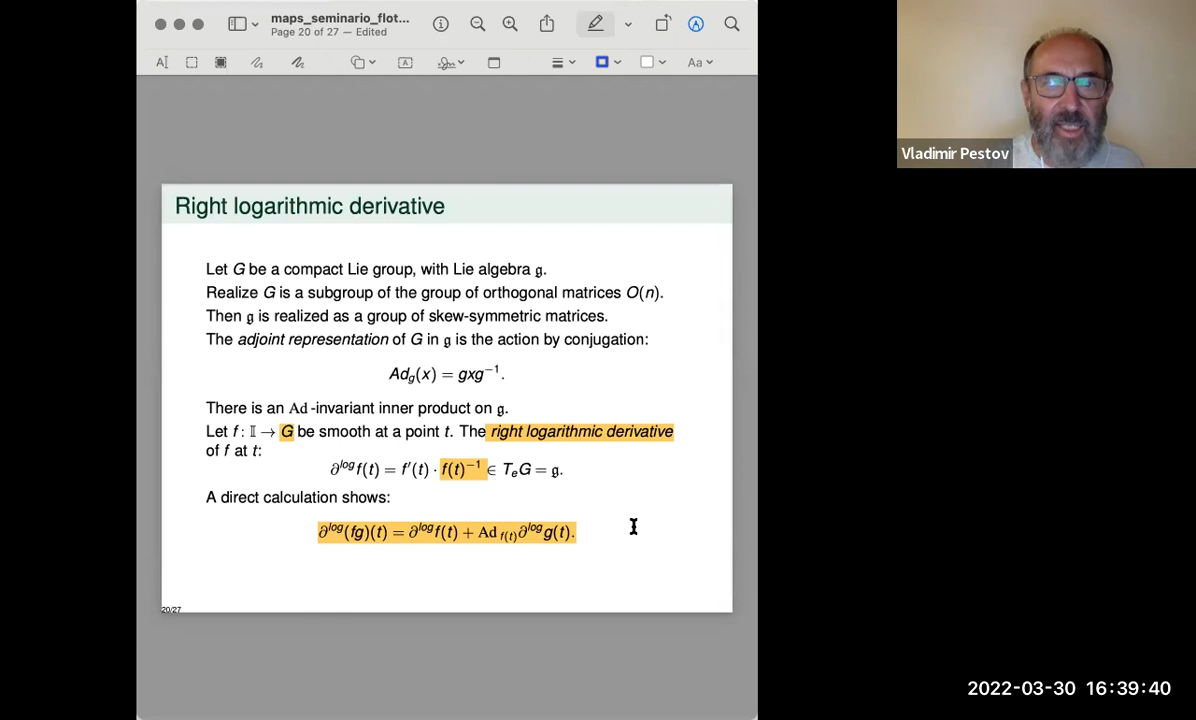 maps_seminario_flot...
Page 20 of 27 — Edited
Aa
Right logarithmic derivative
Let G be a compact Lie group, with Lie algebra 𝔤.
Realize G is a subgroup of the group of orthogonal matrices O(n).
Then 𝔤 is realized as a group of skew-symmetric matrices.
The adjoint representation of G in 𝔤 is the action by conjugation:
Ad_g(x) = gxg⁻¹.
There is an Ad -invariant inner product on 𝔤.
Let f: 𝕀 → G be smooth at a point t. The right logarithmic derivative
of f at t:
∂^log f(t) = f′(t) · f(t)⁻¹ ∈ T_eG = 𝔤.
A direct calculation shows:
∂^log(fg)(t) = ∂^log f(t) + Ad_f(t)∂^log g(t).
20/27
Vladimir Pestov
2022-03-30 16:39:40